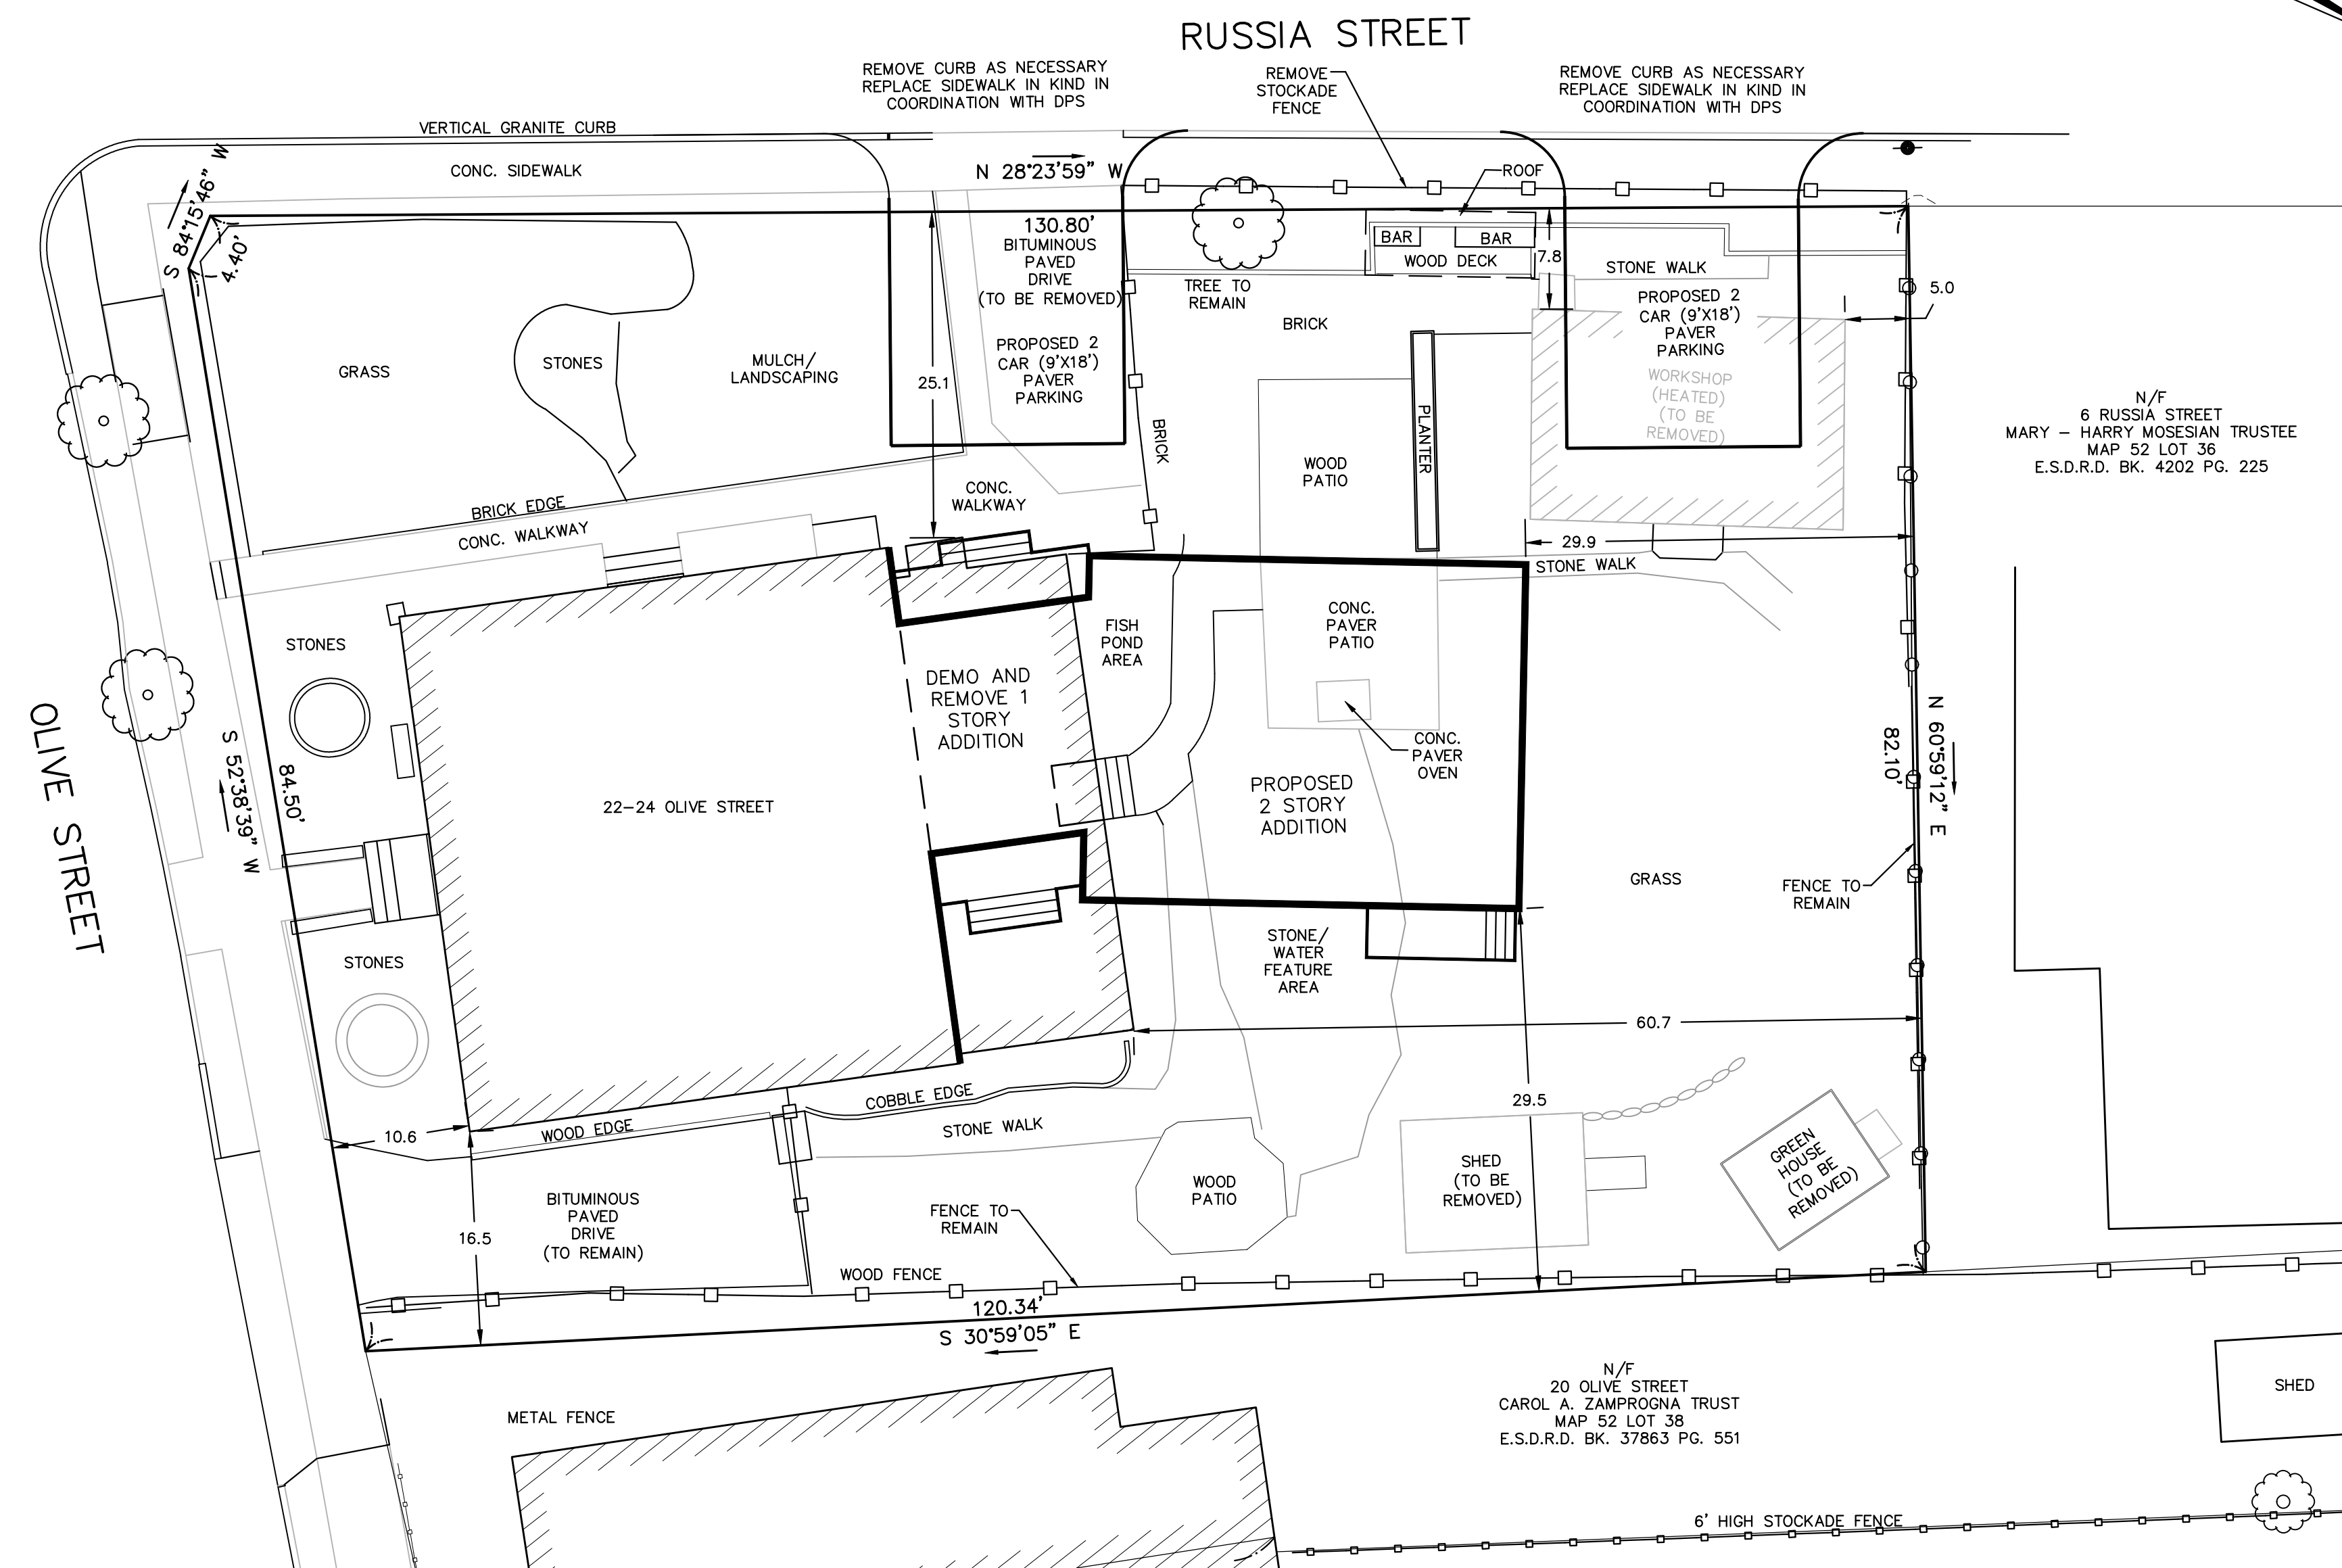 RUSSIA STREET
REMOVE CURB AS NECESSARY
REPLACE SIDEWALK IN KIND IN
COORDINATION WITH DPS
REMOVE
STOCKADE
FENCE
REMOVE CURB AS NECESSARY
REPLACE SIDEWALK IN KIND IN
COORDINATION WITH DPS
VERTICAL GRANITE CURB
CONC. SIDEWALK
N 28°23'59" W
ROOF
S 84°15'46" W
4.40'
130.80'
BITUMINOUS
PAVED
DRIVE
(TO BE REMOVED)
PROPOSED 2
CAR (9'X18')
PAVER
PARKING
TREE TO
REMAIN
BAR
BAR
WOOD DECK
7.8
STONE WALK
PROPOSED 2
CAR (9'X18')
PAVER
PARKING
WORKSHOP
(HEATED)
(TO BE
REMOVED)
5.0
BRICK
GRASS
STONES
MULCH/
LANDSCAPING
25.1
BRICK
PLANTER
WOOD
PATIO
N/F
6 RUSSIA STREET
MARY – HARRY MOSESIAN TRUSTEE
MAP 52 LOT 36
E.S.D.R.D. BK. 4202 PG. 225
BRICK EDGE
CONC. WALKWAY
CONC.
WALKWAY
29.9
STONE WALK
STONES
FISH
POND
AREA
CONC.
PAVER
PATIO
DEMO AND
REMOVE 1
STORY
ADDITION
CONC.
PAVER
OVEN
OLIVE STREET
S 52°38'39" W
84.50'
22–24 OLIVE STREET
PROPOSED
2 STORY
ADDITION
82.10'
N 60°59'12" E
GRASS
FENCE TO
REMAIN
STONES
STONE/
WATER
FEATURE
AREA
60.7
29.5
COBBLE EDGE
10.6
WOOD EDGE
STONE WALK
BITUMINOUS
PAVED
DRIVE
(TO REMAIN)
16.5
FENCE TO
REMAIN
WOOD
PATIO
SHED
(TO BE
REMOVED)
GREEN
HOUSE
(TO BE
REMOVED)
WOOD FENCE
120.34'
S 30°59'05" E
METAL FENCE
N/F
20 OLIVE STREET
CAROL A. ZAMPROGNA TRUST
MAP 52 LOT 38
E.S.D.R.D. BK. 37863 PG. 551
SHED
6' HIGH STOCKADE FENCE